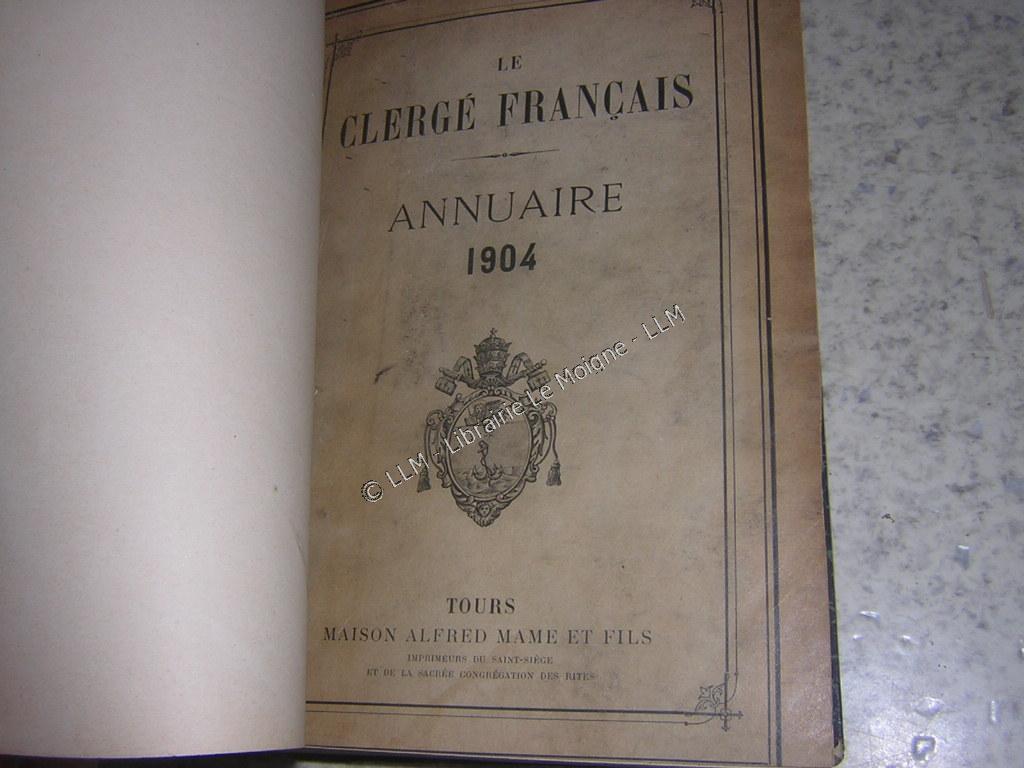 LE
CLERGÉ FRANÇAIS
ANNUAIRE
1904
© LLM - Librairie Le Moigne - LLM
TOURS
MAISON ALFRED MAME ET FILS
IMPRIMEURS DU SAINT-SIÈGE
ET DE LA SACRÉE CONGRÉGATION DES RITES